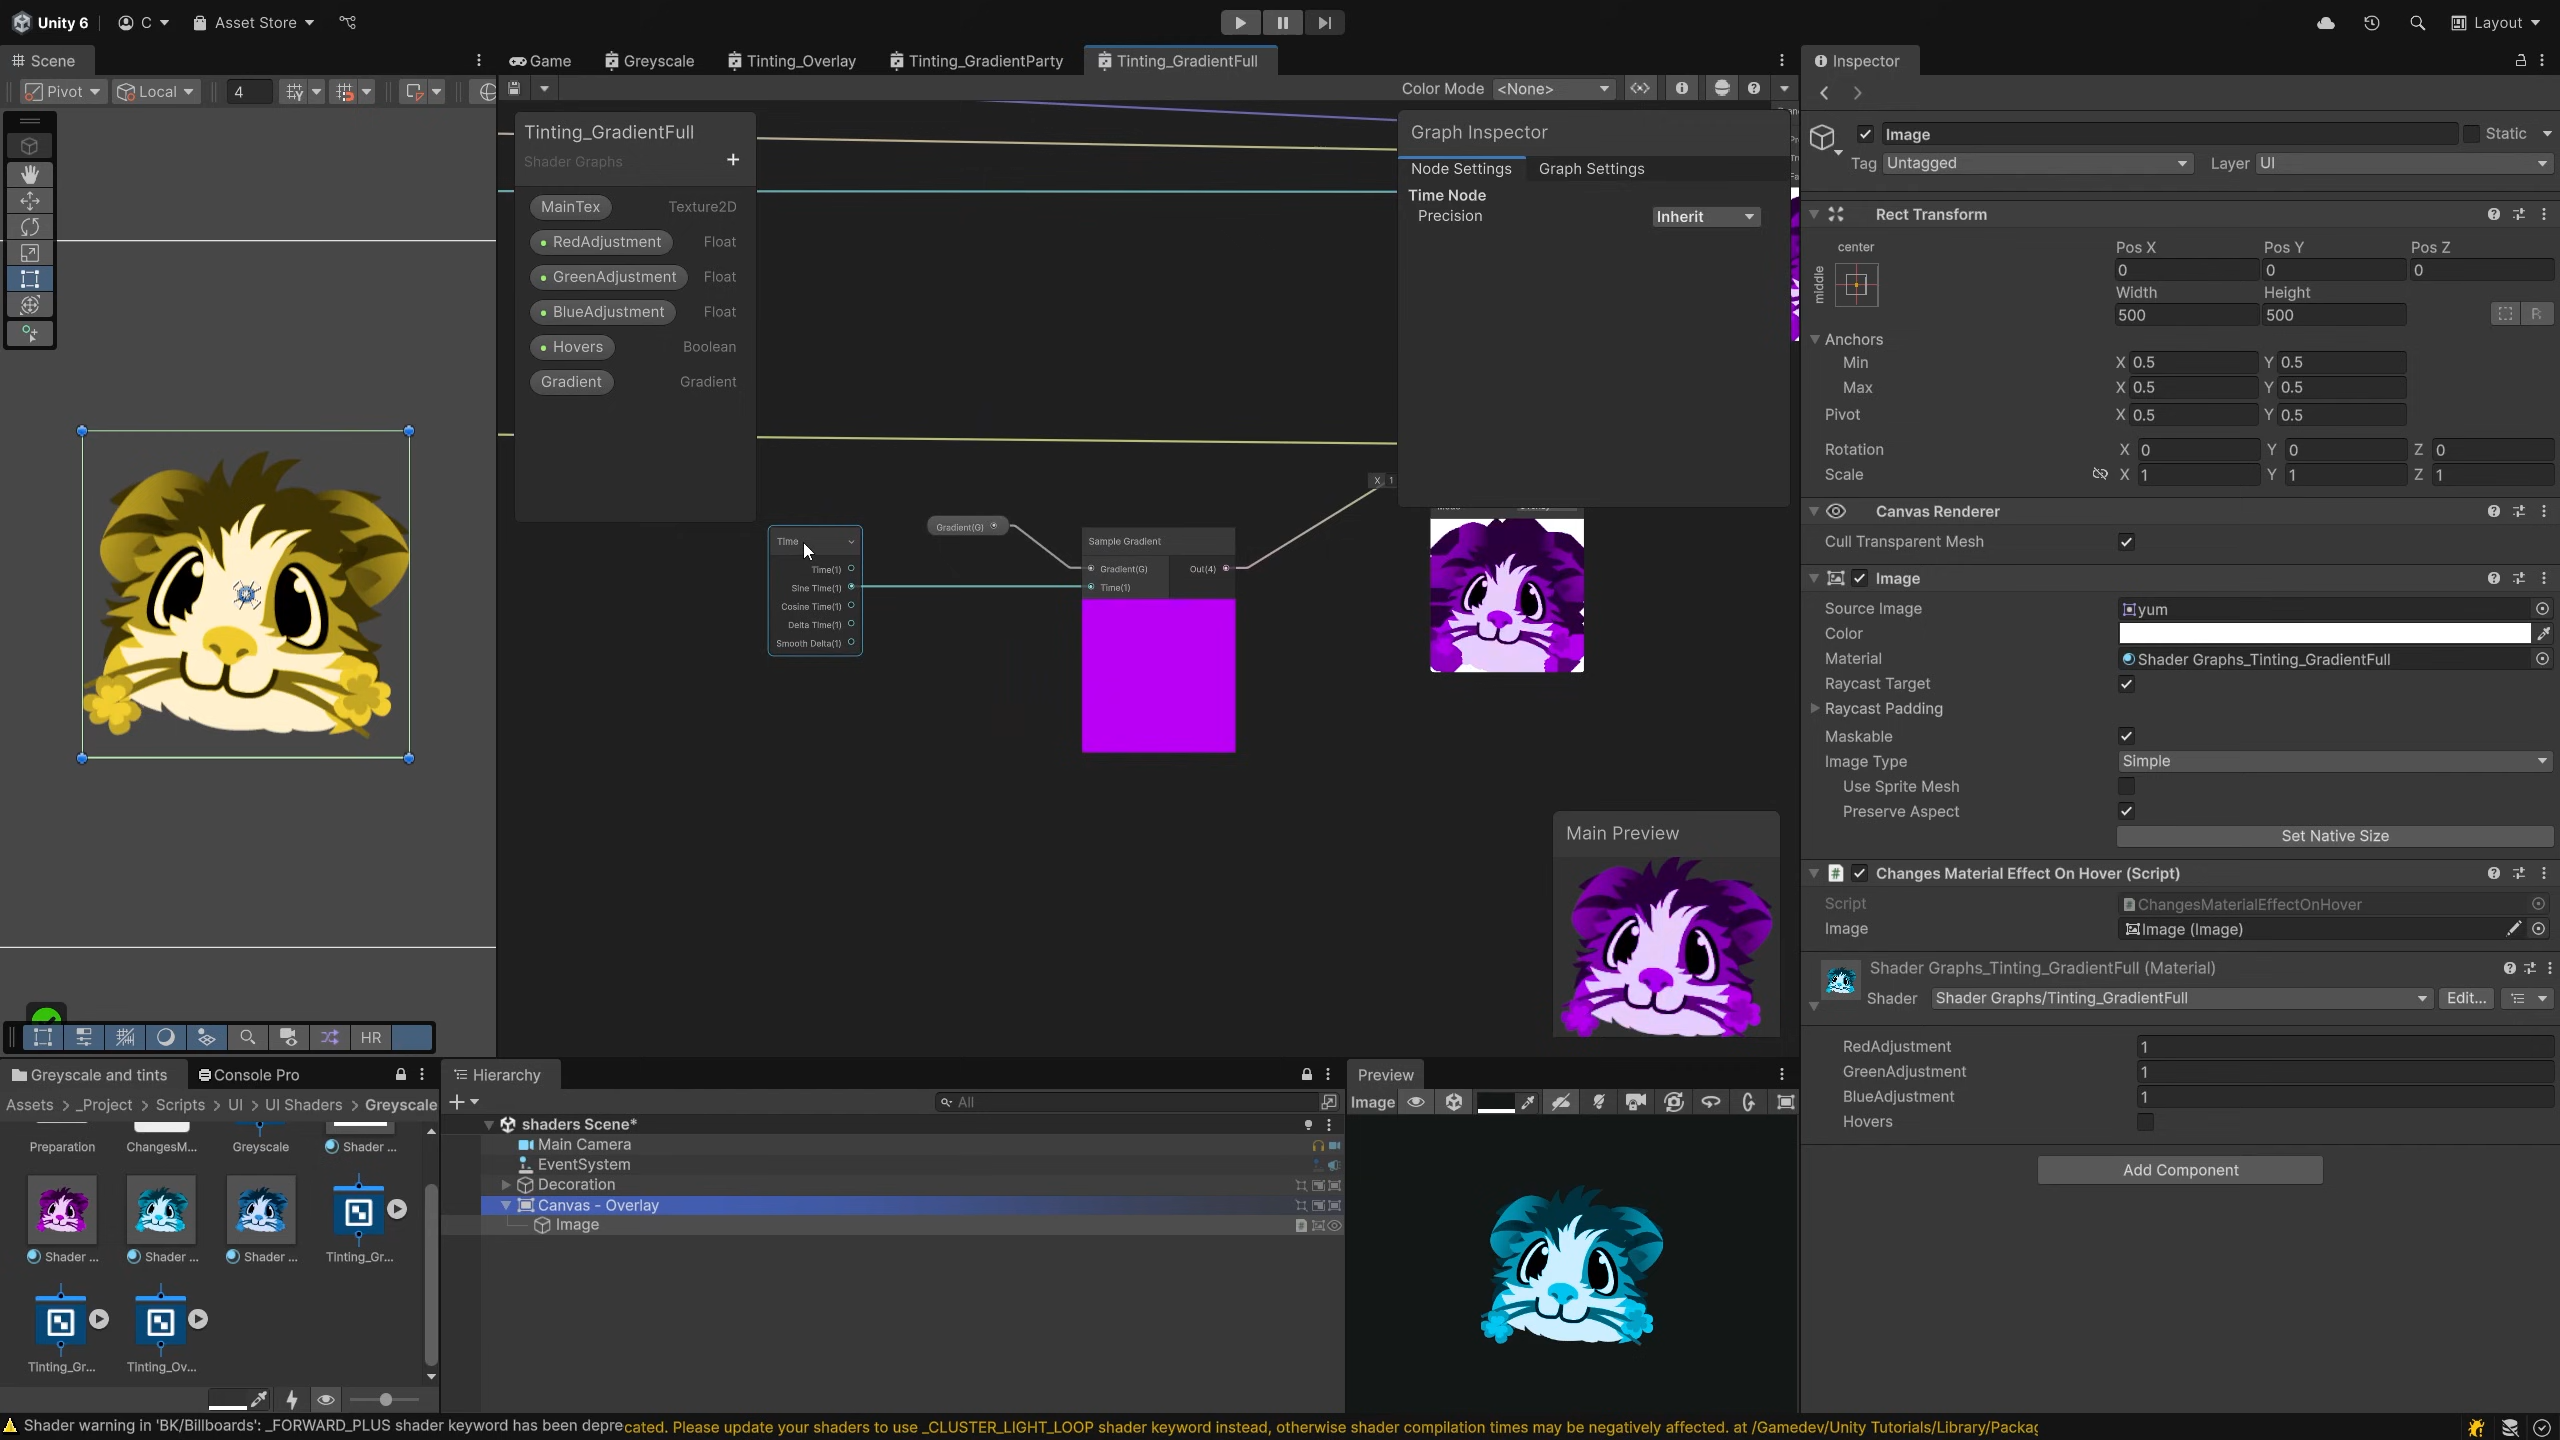 Unity 6 C Asset Store Layout
Scene
Game Greyscale Tinting_Overlay Tinting_GradientParty Tinting_GradientFull
Inspector
Pivot Local 4
Color Mode <None>
Tinting_GradientFull
Shader Graphs
MainTex Texture2D
RedAdjustment Float
GreenAdjustment Float
BlueAdjustment Float
Hovers Boolean
Gradient Gradient
Graph Inspector
Node Settings Graph Settings
Time Node
Precision Inherit
X 1
Time
Time(1)
Sine Time(1)
Cosine Time(1)
Delta Time(1)
Smooth Delta(1)
Gradient(G)
Sample Gradient
Gradient(G) Out(4)
Time(1)
Main Preview
Image Static
Tag Untagged Layer UI
Rect Transform
center
middle
Pos X Pos Y Pos Z
0 0 0
Width Height
500 500
R
Anchors
Min X 0.5 Y 0.5
Max X 0.5 Y 0.5
Pivot X 0.5 Y 0.5
Rotation X 0 Y 0 Z 0
Scale X 1 Y 1 Z 1
Canvas Renderer
Cull Transparent Mesh
Image
Source Image yum
Color
Material Shader Graphs_Tinting_GradientFull
Raycast Target
Raycast Padding
Maskable
Image Type Simple
Use Sprite Mesh
Preserve Aspect
Set Native Size
Changes Material Effect On Hover (Script)
Script ChangesMaterialEffectOnHover
Image Image (Image)
Shader Graphs_Tinting_GradientFull (Material)
Shader Shader Graphs/Tinting_GradientFull Edit...
RedAdjustment 1
GreenAdjustment 1
BlueAdjustment 1
Hovers
Add Component
HR
Greyscale and tints Console Pro
Assets > _Project > Scripts > UI > UI Shaders > Greyscale
Preparation ChangesM... Greyscale Shader ...
Shader ... Shader ... Shader ... Tinting_Gr...
Tinting_Gr... Tinting_Ov...
Hierarchy
All
shaders Scene*
Main Camera
EventSystem
Decoration
Canvas - Overlay
Image
Preview
Image
Shader warning in 'BK/Billboards': _FORWARD_PLUS shader keyword has been deprecated. Please update your shaders to use _CLUSTER_LIGHT_LOOP shader keyword instead, otherwise shader compilation times may be negatively affected. at /Gamedev/Unity Tutorials/Library/Packag